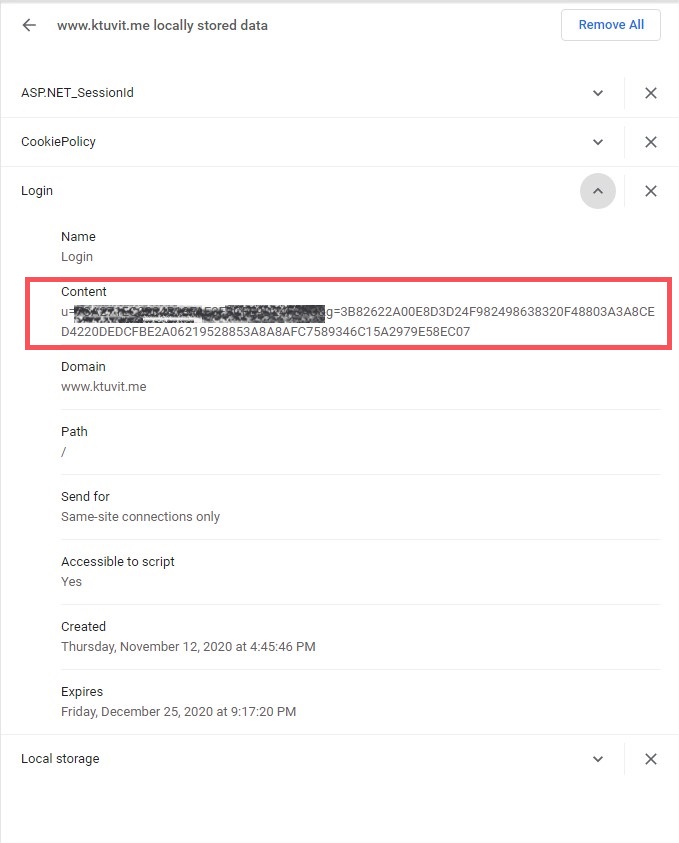 www.ktuvit.me locally stored data
Remove All
ASP.NET_SessionId
CookiePolicy
Login
Name
Login
Content
u= g=3B82622A00E8D3D24F982498638320F48803A3A8CE
D4220DEDCFBE2A06219528853A8A8AFC7589346C15A2979E58EC07
Domain
www.ktuvit.me
Path
/
Send for
Same-site connections only
Accessible to script
Yes
Created
Thursday, November 12, 2020 at 4:45:46 PM
Expires
Friday, December 25, 2020 at 9:17:20 PM
Local storage